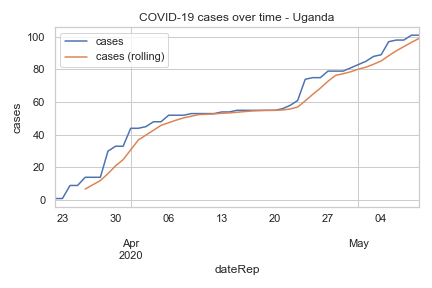 COVID-19 cases over time - Uganda
cases
cases (rolling)
100
80
60
40
20
0
cases
23
30
06
13
20
27
04
Apr
May
2020
dateRep